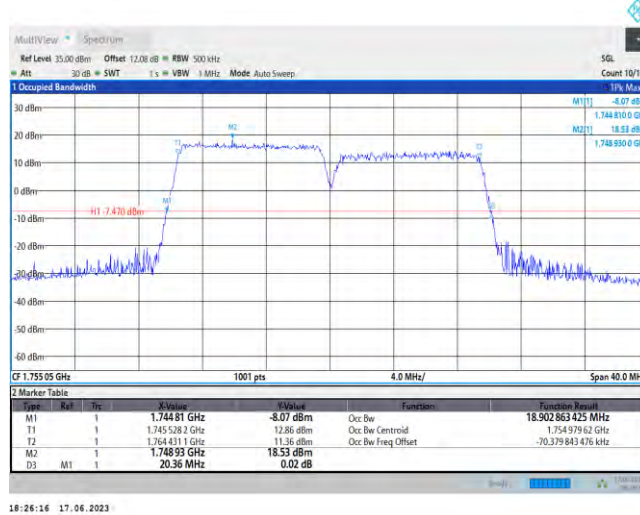 MultiView Spectrum
Ref Level 35.00 dBm Offset 12.08 dB RBW 500 kHz SGL
Att 30 dB SWT 1 s VBW 1 MHz Mode Auto Sweep Count 10/1
1 Occupied Bandwidth 1Pk Max
M1[1] -8.07 dB
30 dBm
1.744 810 0 G
M2 M2[1] 18.53 dB
20 dBm T1
1.748 930 0 G
10 dBm
0 dBm
M1
H1 -7.470 dBm
-10 dBm
-20 dBm
-30 dBm
-40 dBm
-50 dBm
-60 dBm
CF 1.755 05 GHz 1001 pts 4.0 MHz/ Span 40.0 MH
2 Marker Table
Type Ref Trc X-Value Y-Value Function Function Result
M1 1 1.744 81 GHz -8.07 dBm Occ Bw 18.902 863 425 MHz
T1 1 1.745 528 2 GHz 12.86 dBm Occ Bw Centroid 1.754 979 62 GHz
T2 1 1.764 431 1 GHz 11.36 dBm Occ Bw Freq Offset -70.379 843 476 kHz
M2 1 1.748 93 GHz 18.53 dBm
D3 M1 1 20.36 MHz 0.02 dB
18:26:16 17.06.2023